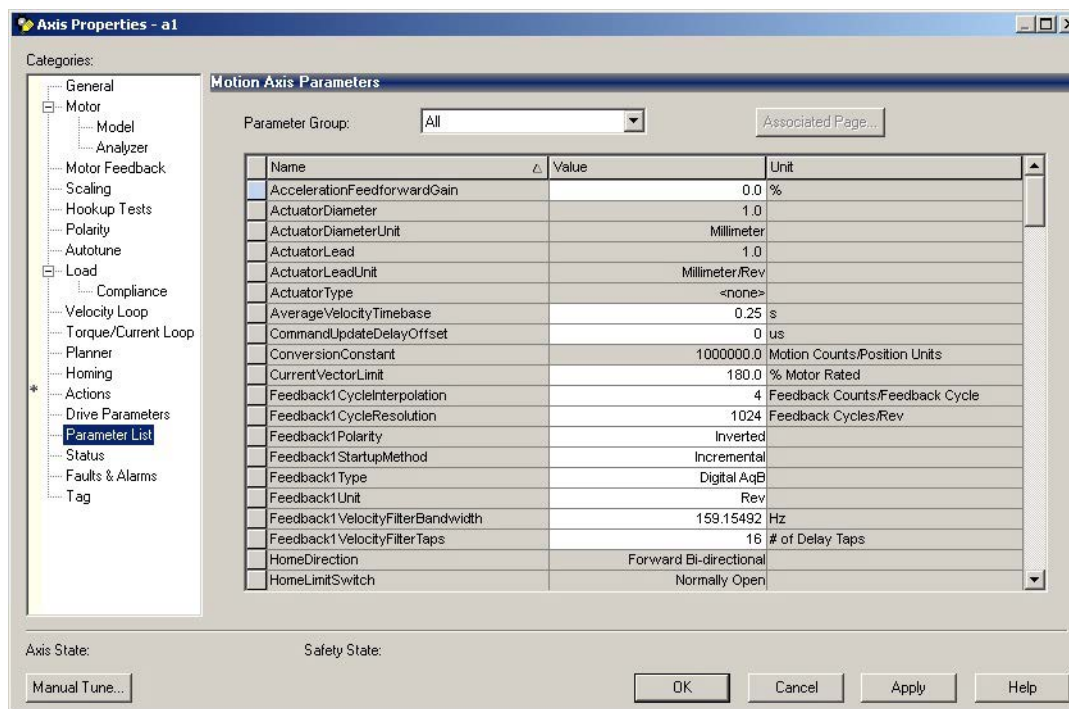 Axis Properties - a1
Categories:
General
Motor
Model
Analyzer
Motor Feedback
Scaling
Hookup Tests
Polarity
Autotune
Load
Compliance
Velocity Loop
Torque/Current Loop
Planner
Homing
* Actions
Drive Parameters
Parameter List
Status
Faults & Alarms
Tag
Motion Axis Parameters
Parameter Group: All Associated Page...
Name Value Unit
AccelerationFeedforwardGain 0.0 %
ActuatorDiameter 1.0
ActuatorDiameterUnit Millimeter
ActuatorLead 1.0
ActuatorLeadUnit Millimeter/Rev
ActuatorType <none>
AverageVelocityTimebase 0.25 s
CommandUpdateDelayOffset 0 us
ConversionConstant 1000000.0 Motion Counts/Position Units
CurrentVectorLimit 180.0 % Motor Rated
Feedback1CycleInterpolation 4 Feedback Counts/Feedback Cycle
Feedback1CycleResolution 1024 Feedback Cycles/Rev
Feedback1Polarity Inverted
Feedback1StartupMethod Incremental
Feedback1Type Digital AqB
Feedback1Unit Rev
Feedback1VelocityFilterBandwidth 159.15492 Hz
Feedback1VelocityFilterTaps 16 # of Delay Taps
HomeDirection Forward Bi-directional
HomeLimitSwitch Normally Open
Axis State: Safety State:
Manual Tune... OK Cancel Apply Help